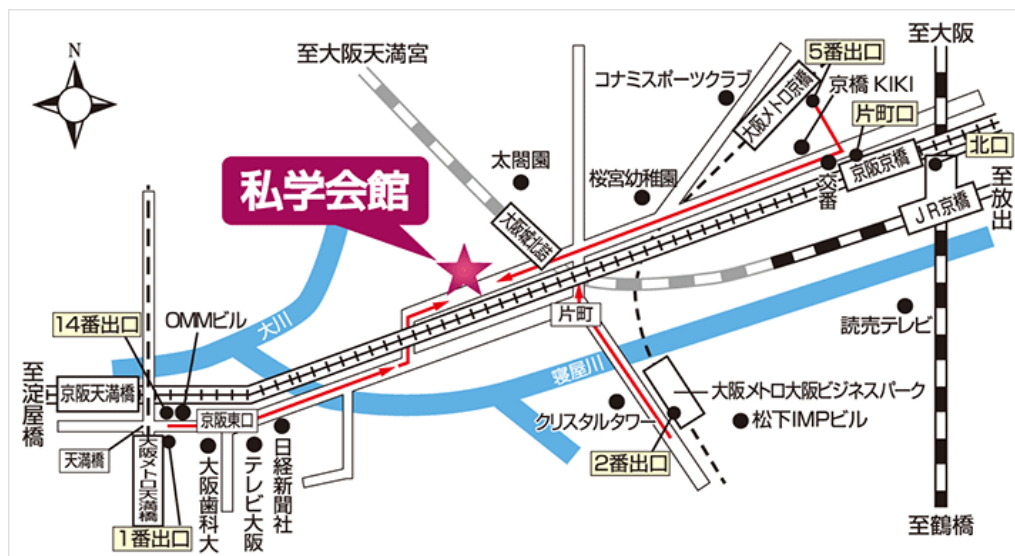 N
至大阪天満宮
コナミスポーツクラブ
大阪メトロ京橋
5番出口
京橋 KIKI
至大阪
片町口
北口
京阪京橋
交番
至放出
JR京橋
太閤園
桜宮幼稚園
私学会館
大阪城北詰
片町
大川
14番出口
OMMビル
至淀屋橋
京阪天満橋
京阪東口
天満橋
大阪メトロ天満橋
1番出口
大阪歯科大
テレビ大阪
日経新聞社
寝屋川
読売テレビ
大阪メトロ大阪ビジネスパーク
クリスタルタワー
松下IMPビル
2番出口
至鶴橋